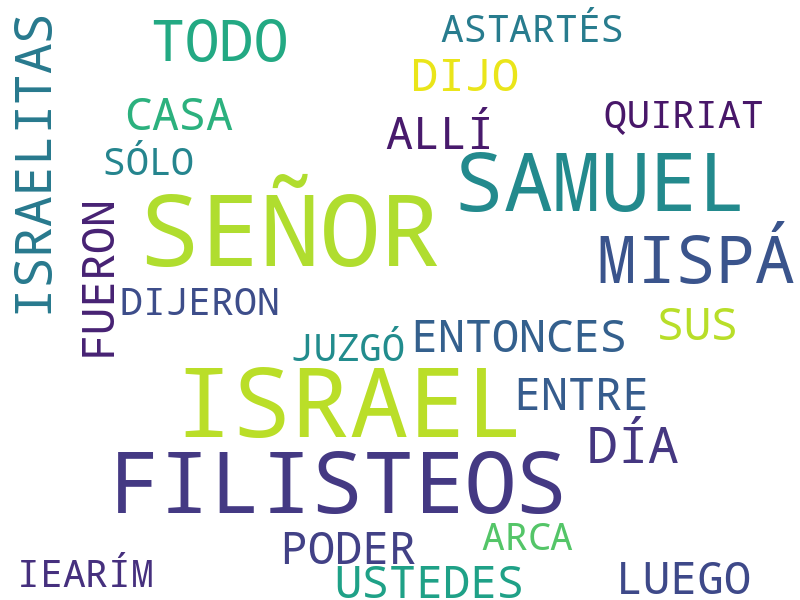 ISRAELITAS
TODO
ASTARTÉS
DIJO
CASA
ALLÍ
QUIRIAT
SÓLO
SAMUEL
SEÑOR
FUERON
MISPÁ
DIJERON
JUZGÓ
ENTONCES
SUS
ISRAEL
ENTRE
DÍA
FILISTEOS
PODER
ARCA
IEARÍM
USTEDES
LUEGO